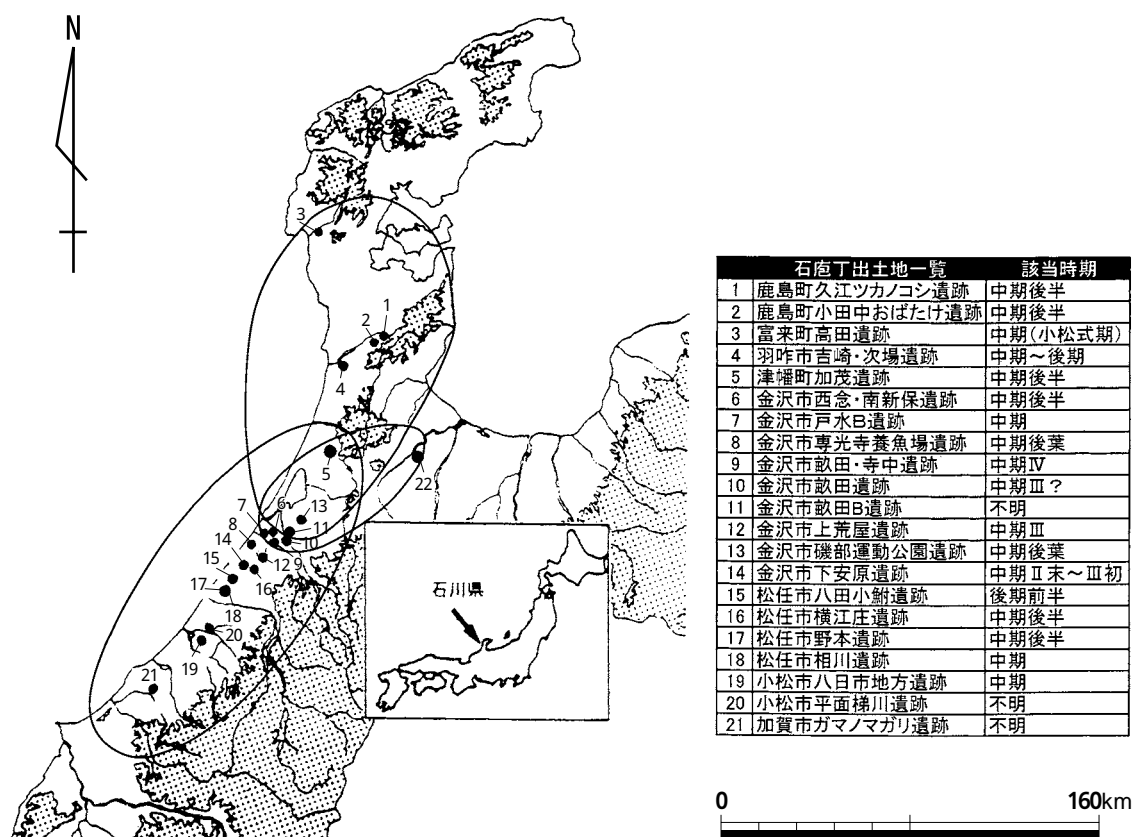 N
3
1
2
4
5
22
6
7
13
8
11
14
10
15
12
9
16
17
18
20
19
21
石川県
石庖丁出土地一覧 該当時期
1 鹿島町久江ツカノコシ遺跡 中期後半
2 鹿島町小田中おばたけ遺跡 中期後半
3 富来町高田遺跡 中期(小松式期)
4 羽咋市吉崎・次場遺跡 中期～後期
5 津幡町加茂遺跡 中期後半
6 金沢市西念・南新保遺跡 中期後半
7 金沢市戸水B遺跡 中期
8 金沢市専光寺養魚場遺跡 中期後葉
9 金沢市畝田・寺中遺跡 中期Ⅳ
10 金沢市畝田遺跡 中期Ⅲ?
11 金沢市畝田B遺跡 不明
12 金沢市上荒屋遺跡 中期Ⅲ
13 金沢市磯部運動公園遺跡 中期後葉
14 金沢市下安原遺跡 中期Ⅱ末～Ⅲ初
15 松任市八田小鮒遺跡 後期前半
16 松任市横江庄遺跡 中期後半
17 松任市野本遺跡 中期後半
18 松任市相川遺跡 中期
19 小松市八日市地方遺跡 中期
20 小松市平面梯川遺跡 不明
21 加賀市ガマノマガリ遺跡 不明
0 160km